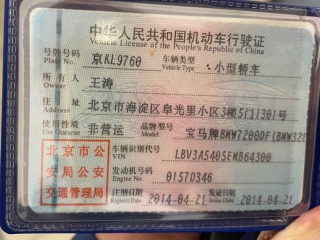 中华人民共和国机动车行驶证
Vehicle License of the People's Republic of China
号牌号码 Plate No. 京KL9760 车辆类型 Vehicle Type 小型轿车
所有人 Owner 王涛
住址 Address 北京市海淀区阜光里小区3楼5门301号
使用性质 Use Character 非营运 品牌型号 Model 宝马牌BMW7200DF(BMW320
北京市公安局公安交通管理局
车辆识别代号 VIN LBV3A5405EMB64300
发动机号码 Engine No. 0157D346
注册日期 Register Date 2014-04-21 发证日期 Issue Date 2014-04-21